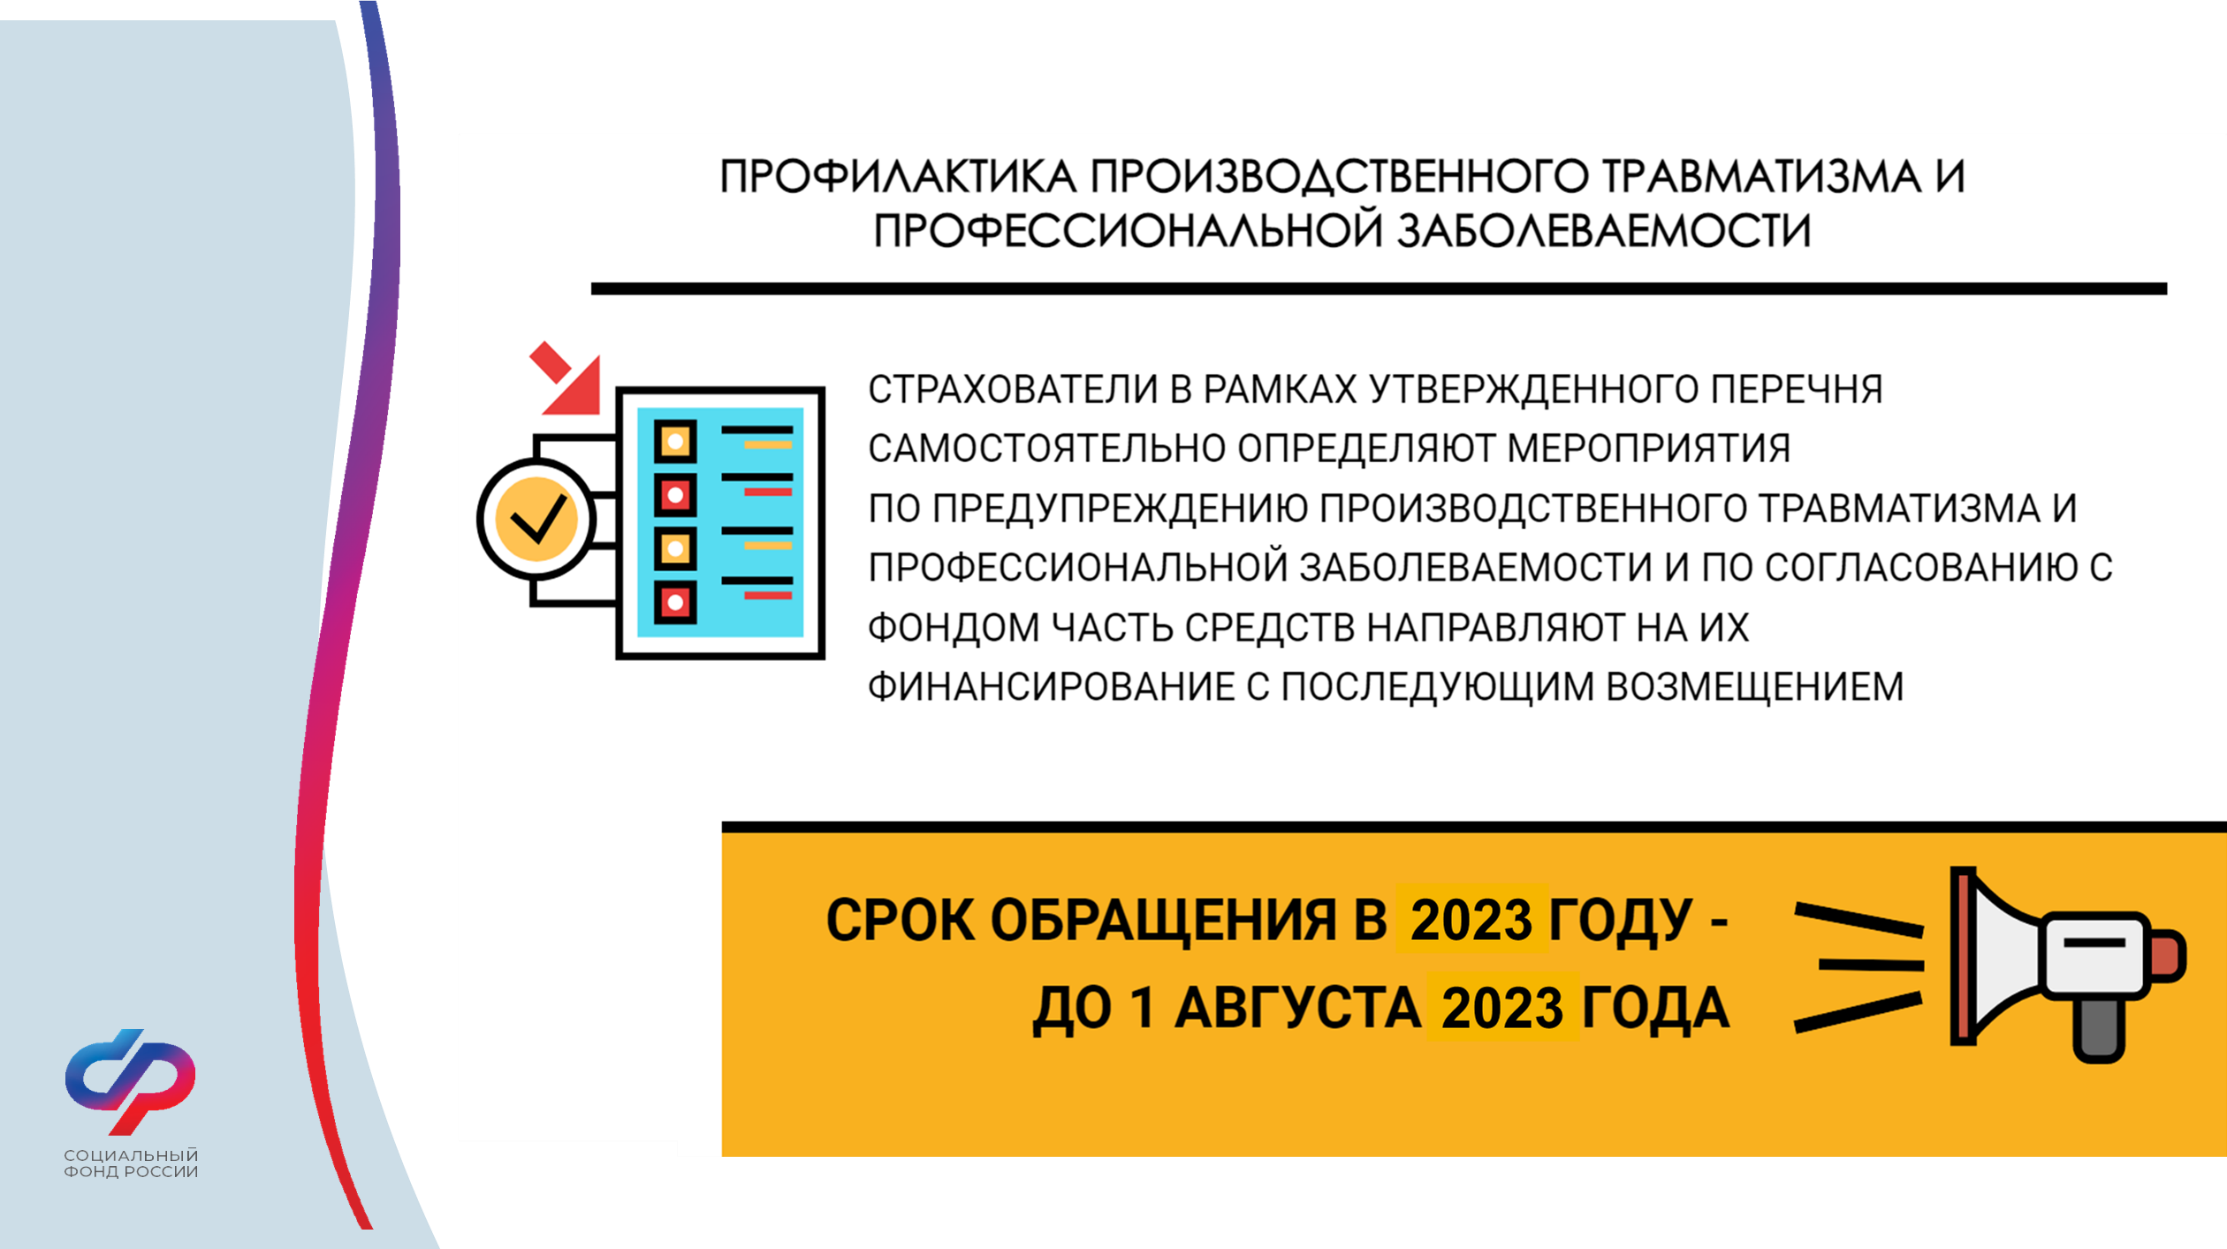 ПРОФИЛАКТИКА ПРОИЗВОДСТВЕННОГО ТРАВМАТИЗМА И
ПРОФЕССИОНАЛЬНОЙ ЗАБОЛЕВАЕМОСТИ
СТРАХОВАТЕЛИ В РАМКАХ УТВЕРЖДЕННОГО ПЕРЕЧНЯ
САМОСТОЯТЕЛЬНО ОПРЕДЕЛЯЮТ МЕРОПРИЯТИЯ
ПО ПРЕДУПРЕЖДЕНИЮ ПРОИЗВОДСТВЕННОГО ТРАВМАТИЗМА И
ПРОФЕССИОНАЛЬНОЙ ЗАБОЛЕВАЕМОСТИ И ПО СОГЛАСОВАНИЮ С
ФОНДОМ ЧАСТЬ СРЕДСТВ НАПРАВЛЯЮТ НА ИХ
ФИНАНСИРОВАНИЕ С ПОСЛЕДУЮЩИМ ВОЗМЕЩЕНИЕМ
СРОК ОБРАЩЕНИЯ В 2023 ГОДУ -
ДО 1 АВГУСТА 2023 ГОДА
СОЦИАЛЬНЫЙ
ФОНД РОССИИ